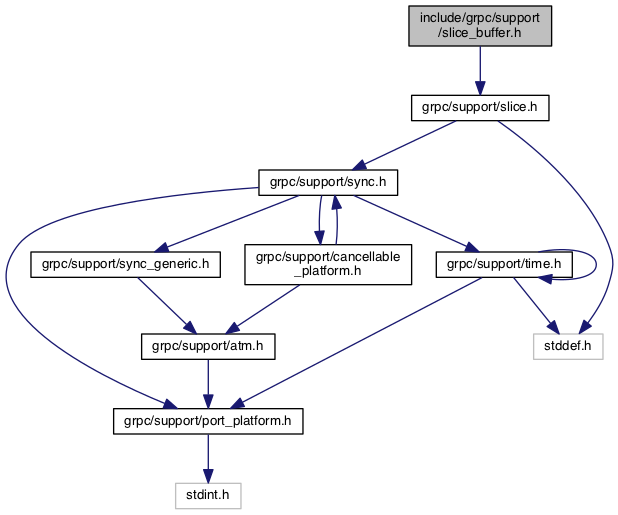 include/grpc/support
/slice_buffer.h
grpc/support/slice.h
grpc/support/sync.h
grpc/support/sync_generic.h
grpc/support/cancellable
_platform.h
grpc/support/time.h
grpc/support/atm.h
stddef.h
grpc/support/port_platform.h
stdint.h